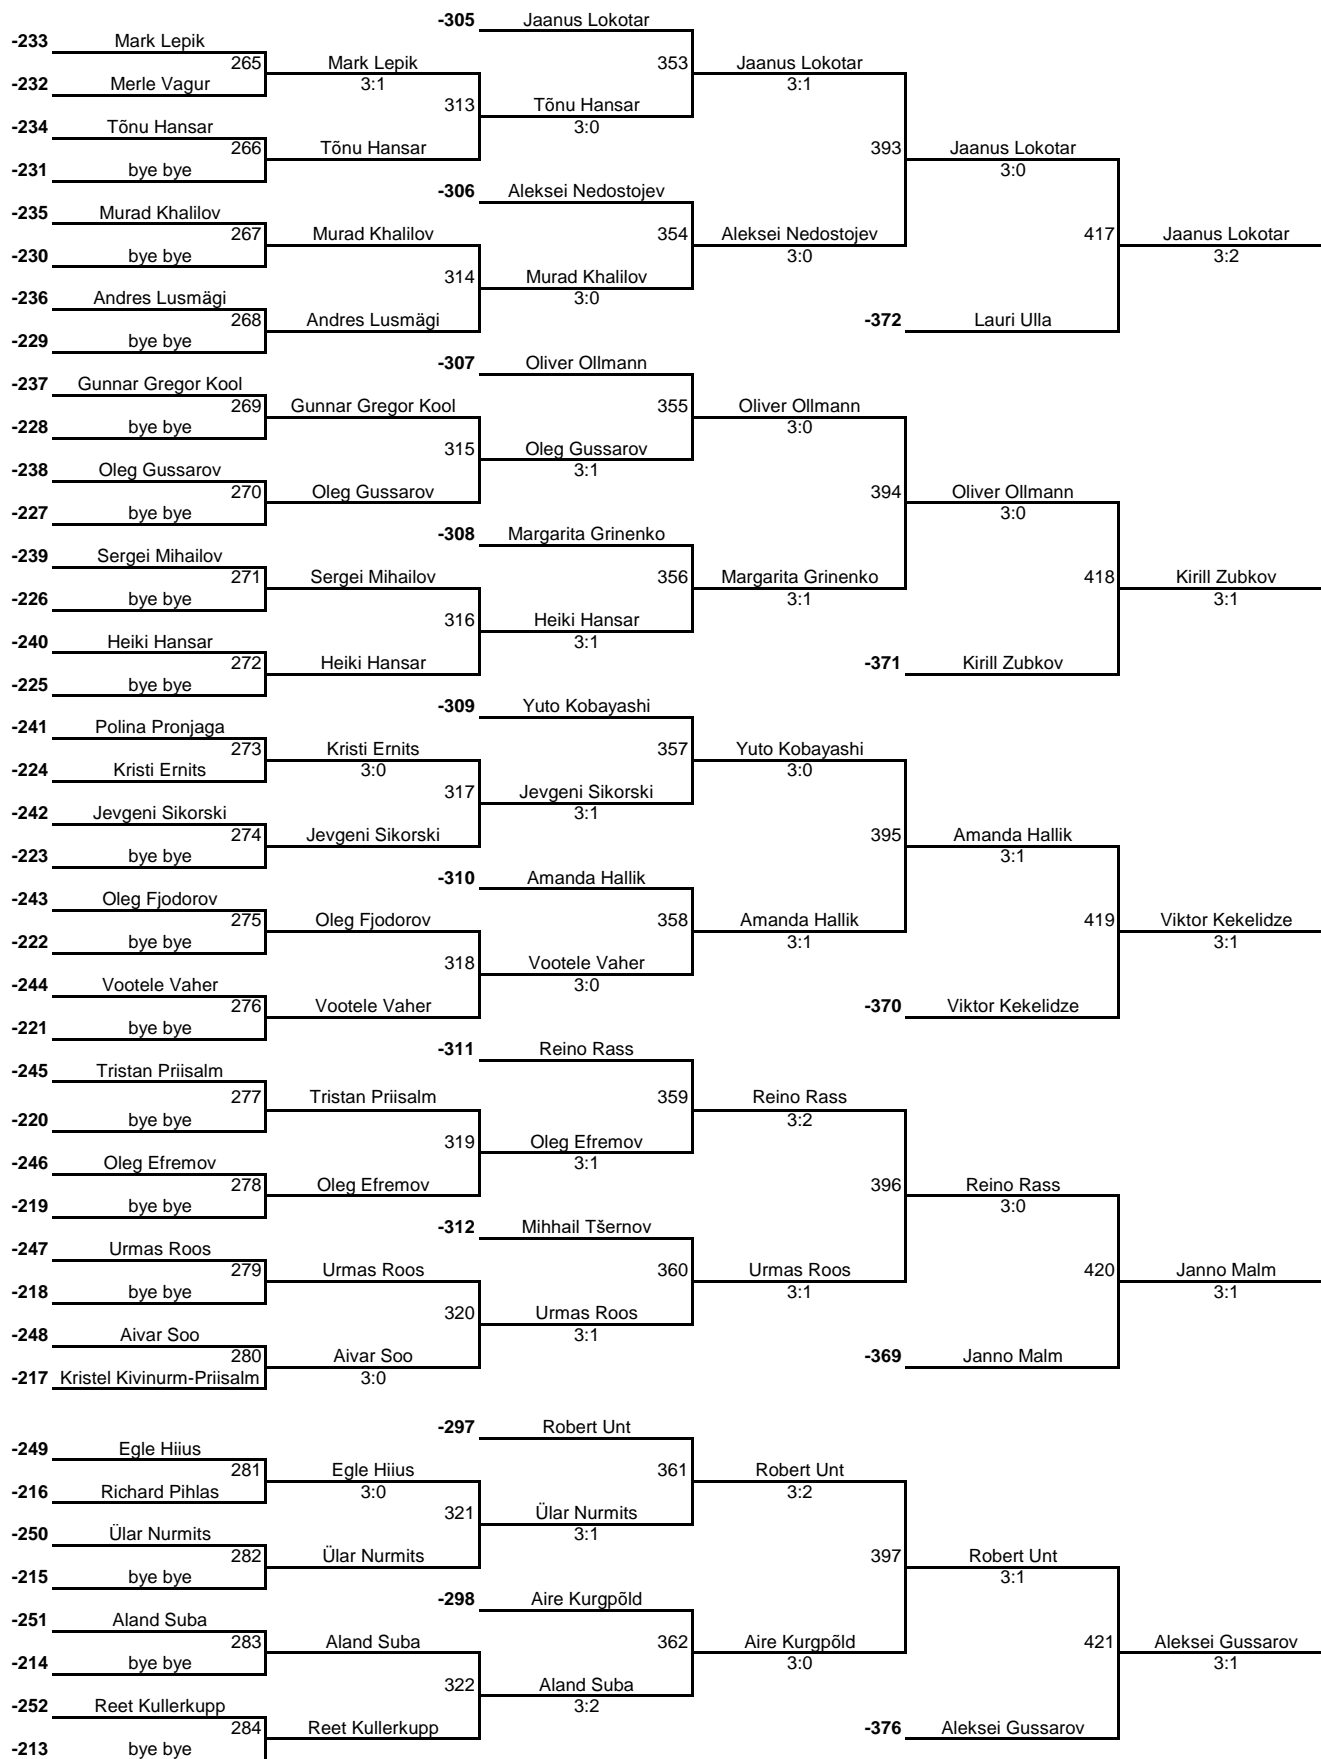 -305 Jaanus Lokotar
-233 Mark Lepik
265 Mark Lepik 353 Jaanus Lokotar
-232 Merle Vagur 3:1 3:1
313 Tõnu Hansar
-234 Tõnu Hansar 3:0
266 Tõnu Hansar 393 Jaanus Lokotar
-231 bye bye 3:0
-306 Aleksei Nedostojev
-235 Murad Khalilov
267 Murad Khalilov 354 Aleksei Nedostojev 417 Jaanus Lokotar
-230 bye bye 3:0 3:2
314 Murad Khalilov
-236 Andres Lusmägi 3:0
268 Andres Lusmägi -372 Lauri Ulla
-229 bye bye
-307 Oliver Ollmann
-237 Gunnar Gregor Kool
269 Gunnar Gregor Kool 355 Oliver Ollmann
-228 bye bye 3:0
315 Oleg Gussarov
-238 Oleg Gussarov 3:1
270 Oleg Gussarov 394 Oliver Ollmann
-227 bye bye 3:0
-308 Margarita Grinenko
-239 Sergei Mihailov
271 Sergei Mihailov 356 Margarita Grinenko 418 Kirill Zubkov
-226 bye bye 3:1 3:1
316 Heiki Hansar
-240 Heiki Hansar 3:1
272 Heiki Hansar -371 Kirill Zubkov
-225 bye bye
-309 Yuto Kobayashi
-241 Polina Pronjaga
273 Kristi Ernits 357 Yuto Kobayashi
-224 Kristi Ernits 3:0 3:0
317 Jevgeni Sikorski
-242 Jevgeni Sikorski 3:1
274 Jevgeni Sikorski 395 Amanda Hallik
-223 bye bye 3:1
-310 Amanda Hallik
-243 Oleg Fjodorov
275 Oleg Fjodorov 358 Amanda Hallik 419 Viktor Kekelidze
-222 bye bye 3:1 3:1
318 Vootele Vaher
-244 Vootele Vaher 3:0
276 Vootele Vaher -370 Viktor Kekelidze
-221 bye bye
-311 Reino Rass
-245 Tristan Priisalm
277 Tristan Priisalm 359 Reino Rass
-220 bye bye 3:2
319 Oleg Efremov
-246 Oleg Efremov 3:1
278 Oleg Efremov 396 Reino Rass
-219 bye bye 3:0
-312 Mihhail Tšernov
-247 Urmas Roos
279 Urmas Roos 360 Urmas Roos 420 Janno Malm
-218 bye bye 3:1 3:1
320 Urmas Roos
-248 Aivar Soo 3:1
280 Aivar Soo -369 Janno Malm
-217 Kristel Kivinurm-Priisalm 3:0
-297 Robert Unt
-249 Egle Hiius
281 Egle Hiius 361 Robert Unt
-216 Richard Pihlas 3:0 3:2
321 Ülar Nurmits
-250 Ülar Nurmits 3:1
282 Ülar Nurmits 397 Robert Unt
-215 bye bye 3:1
-298 Aire Kurgpõld
-251 Aland Suba
283 Aland Suba 362 Aire Kurgpõld 421 Aleksei Gussarov
-214 bye bye 3:0 3:1
322 Aland Suba
-252 Reet Kullerkupp 3:2
284 Reet Kullerkupp -376 Aleksei Gussarov
-213 bye bye